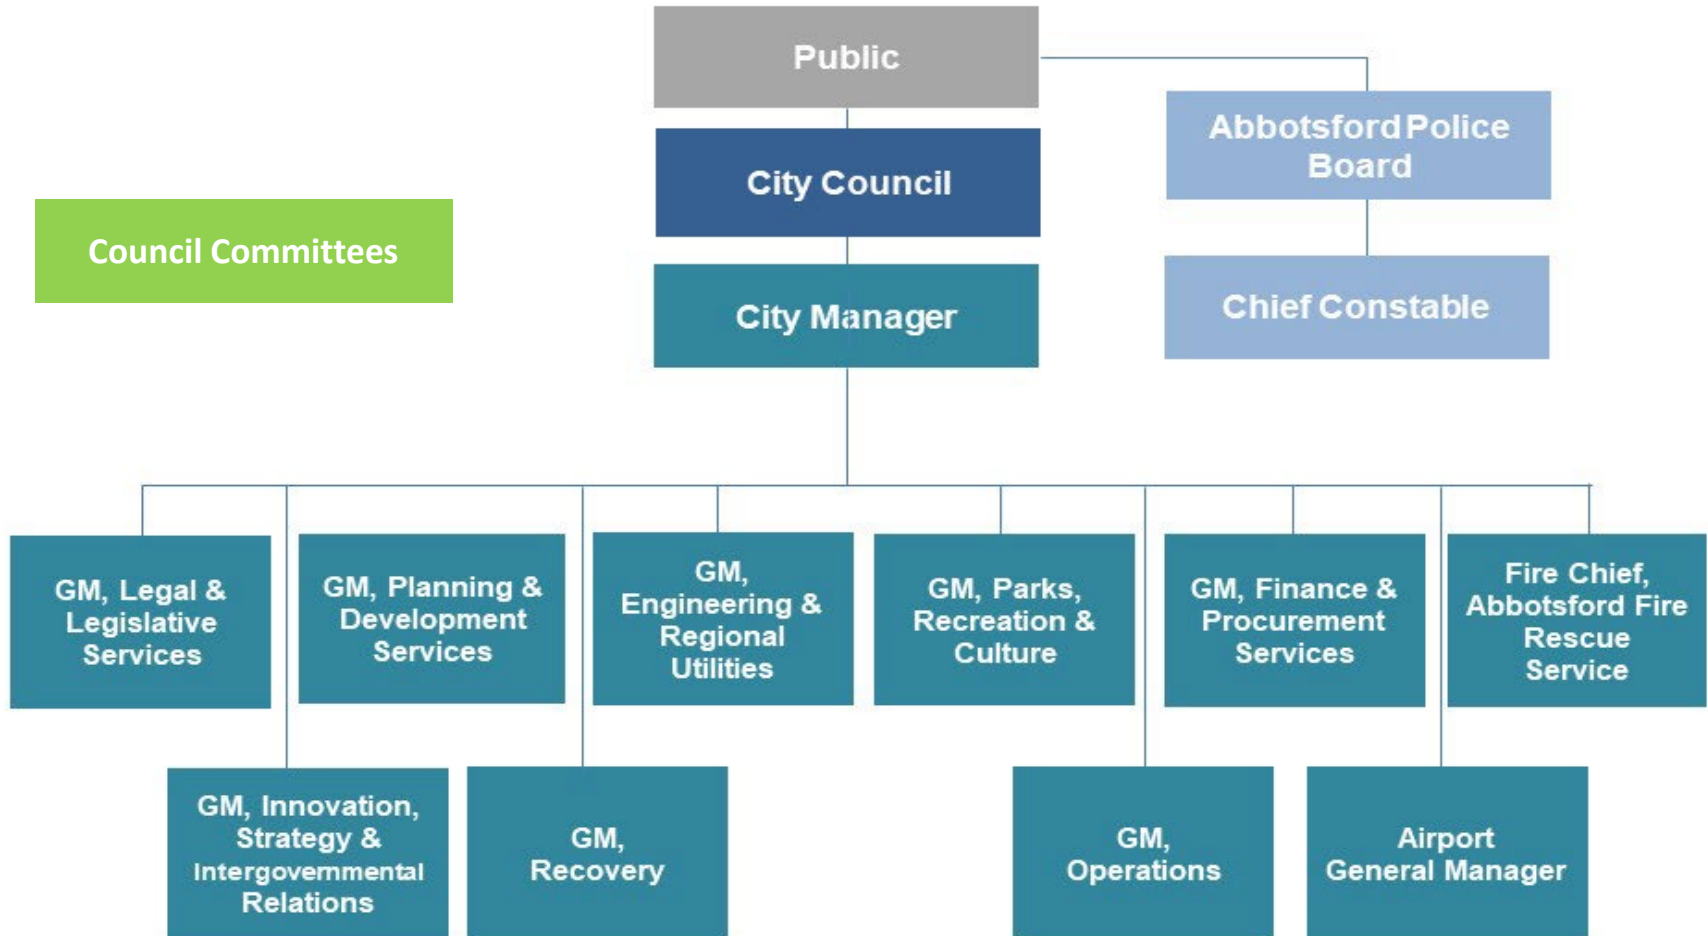 Public
Abbotsford Police
Board
City Council
Council Committees
City Manager
Chief Constable
GM, Legal &
Legislative
Services
GM, Planning &
Development
Services
GM,
Engineering &
Regional
Utilities
GM, Parks,
Recreation &
Culture
GM, Finance &
Procurement
Services
Fire Chief,
Abbotsford Fire
Rescue
Service
GM, Innovation,
Strategy &
Intergovernmental
Relations
GM,
Recovery
GM,
Operations
Airport
General Manager